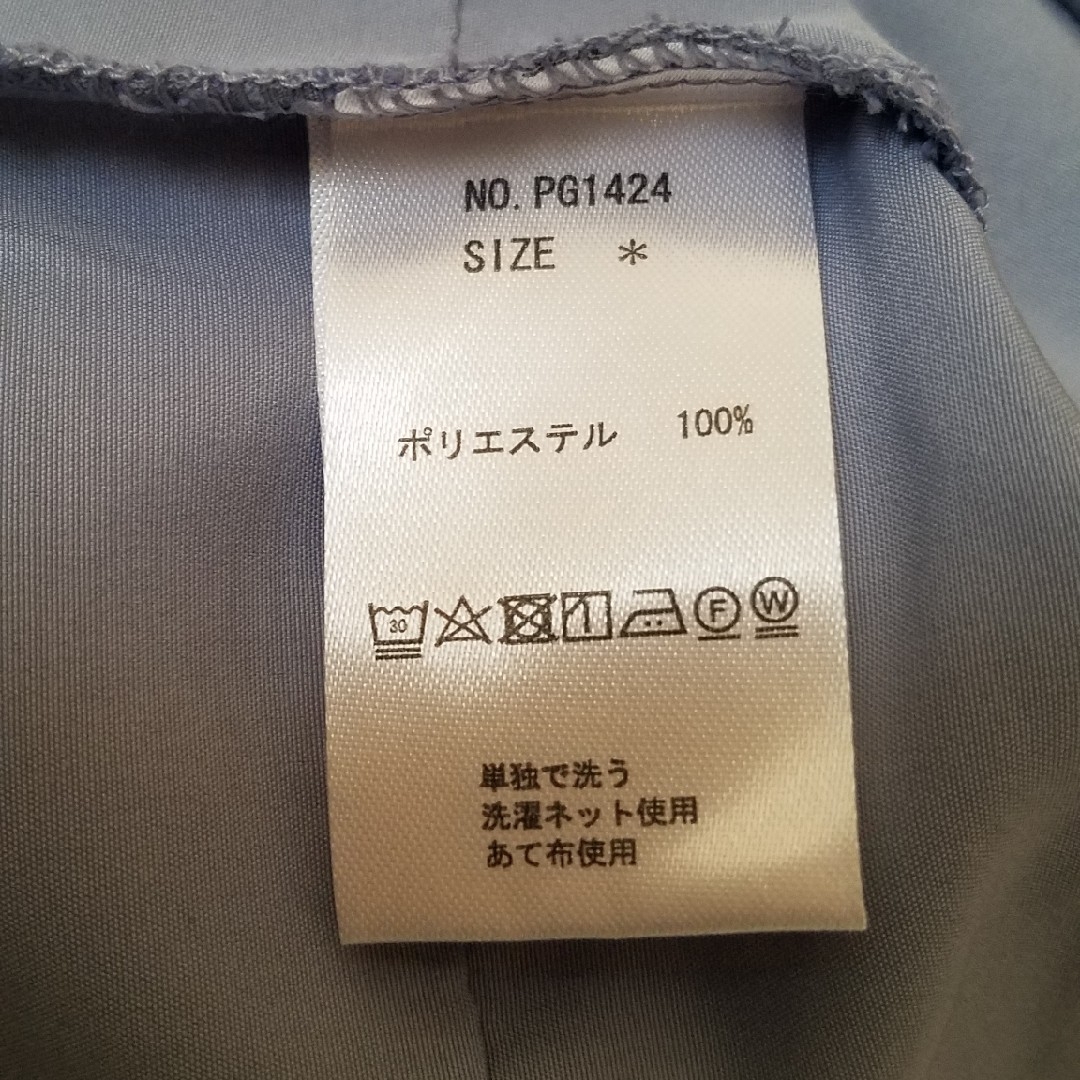 NO. PG1424
SIZE *
ポリエステル 100%
30 F W
単独で洗う
洗濯ネット使用
あて布使用